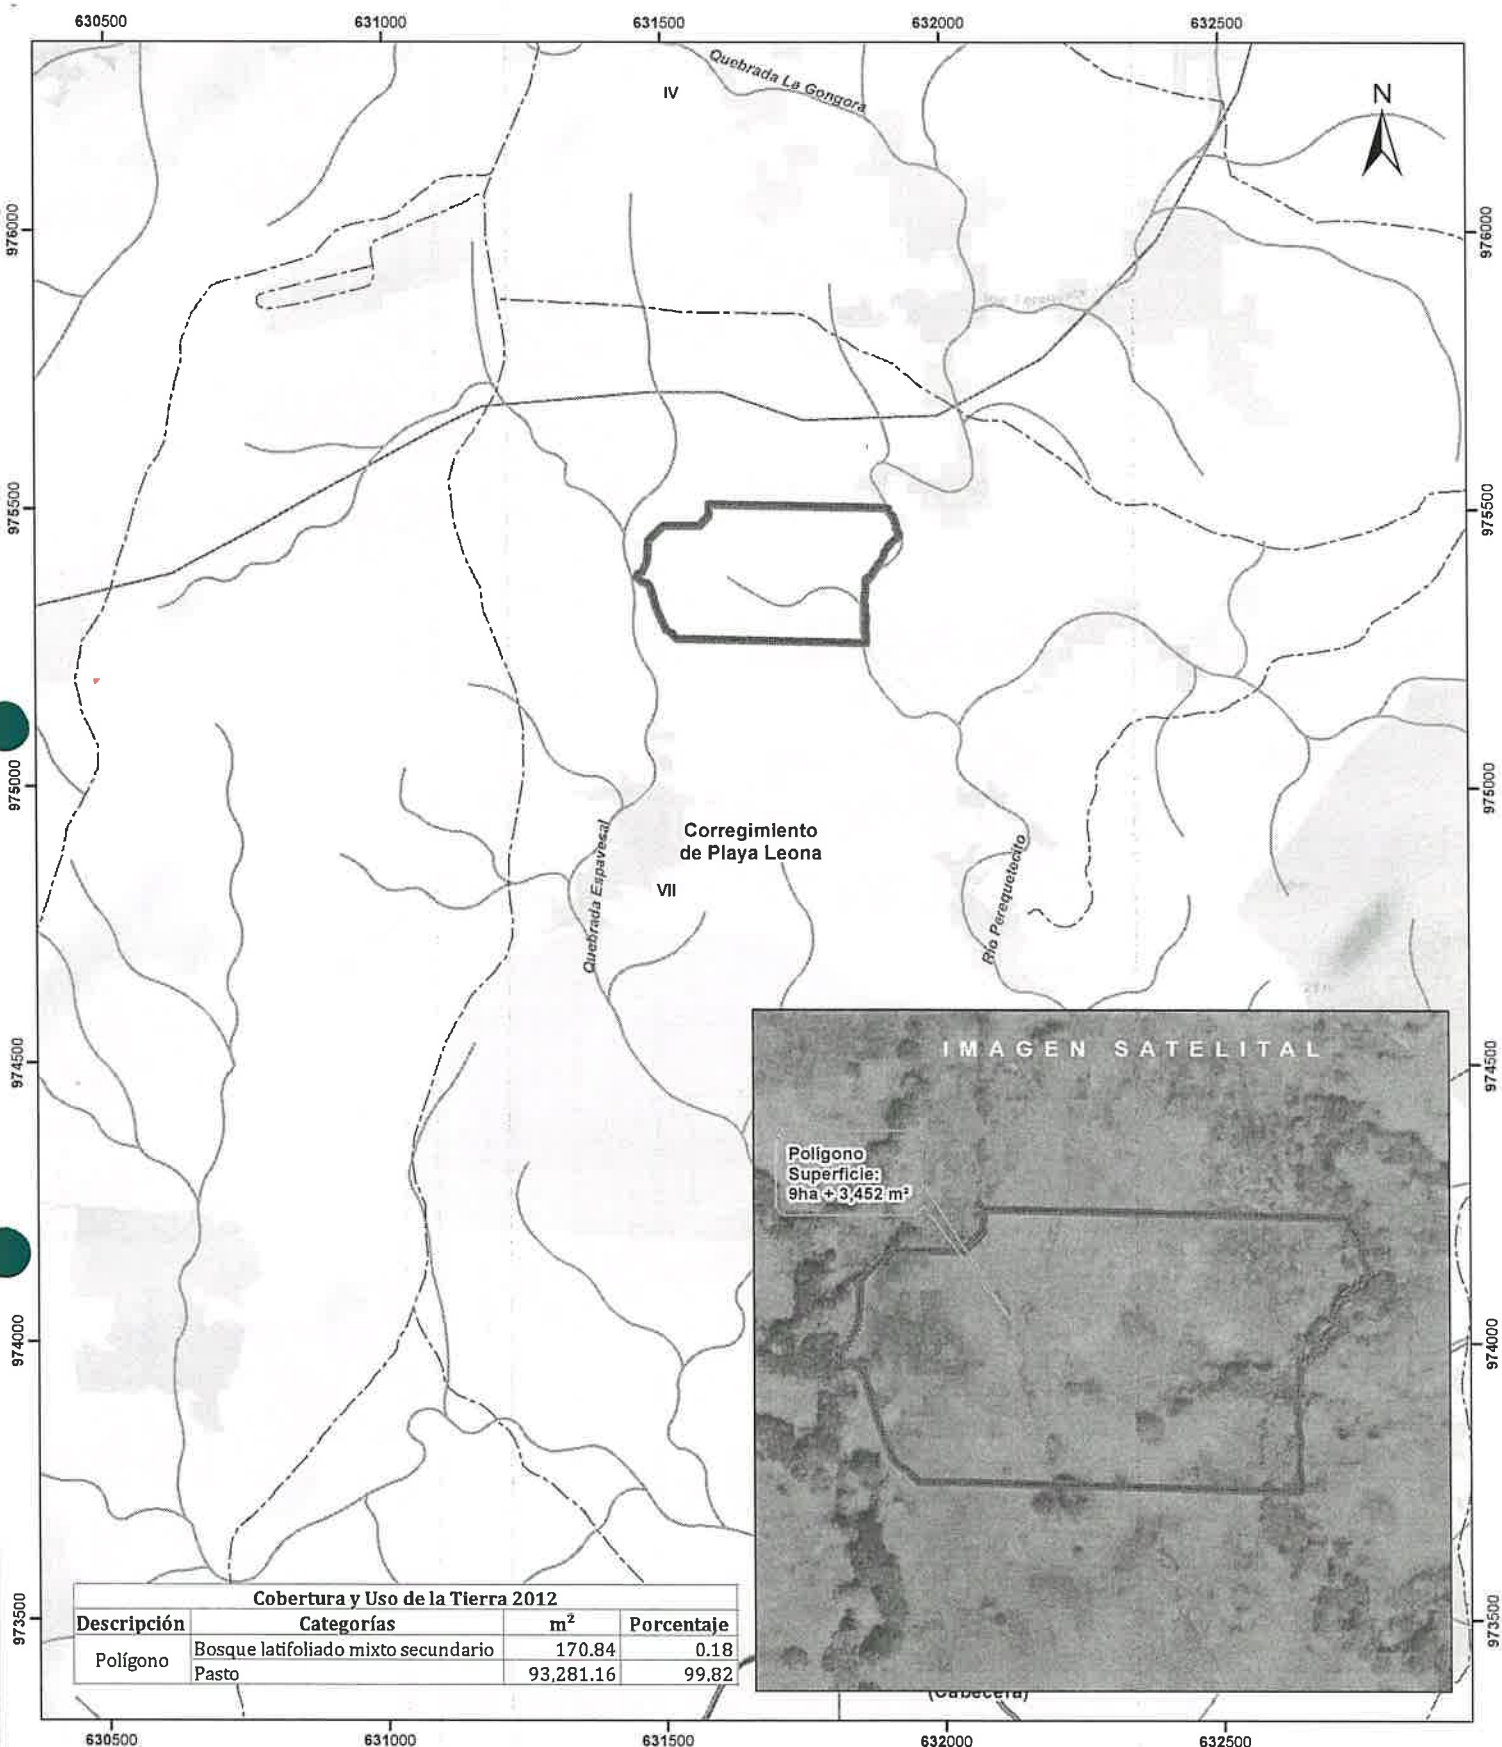 630500
631000
631500
632000
632500
Quebrada La Gongora
IV
N
976000
976000
975500
975500
975000
975000
Corregimiento
de Playa Leona
VII
Quebrada Espavesal
Río Perequetecito
974500
974500
IMAGEN SATELITAL
Polígono
Superficie:
9ha + 3,452 m²
974000
974000
973500
973500
Cobertura y Uso de la Tierra 2012
Descripción Categorías m² Porcentaje
Polígono
Bosque latifoliado mixto secundario 170.84 0.18
Pasto 93,281.16 99.82
(Cabecera)
630500
631000
631500
632000
632500